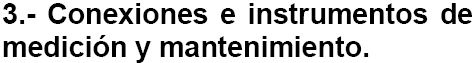 3.- Conexiones e instrumentos de
medición y mantenimiento.